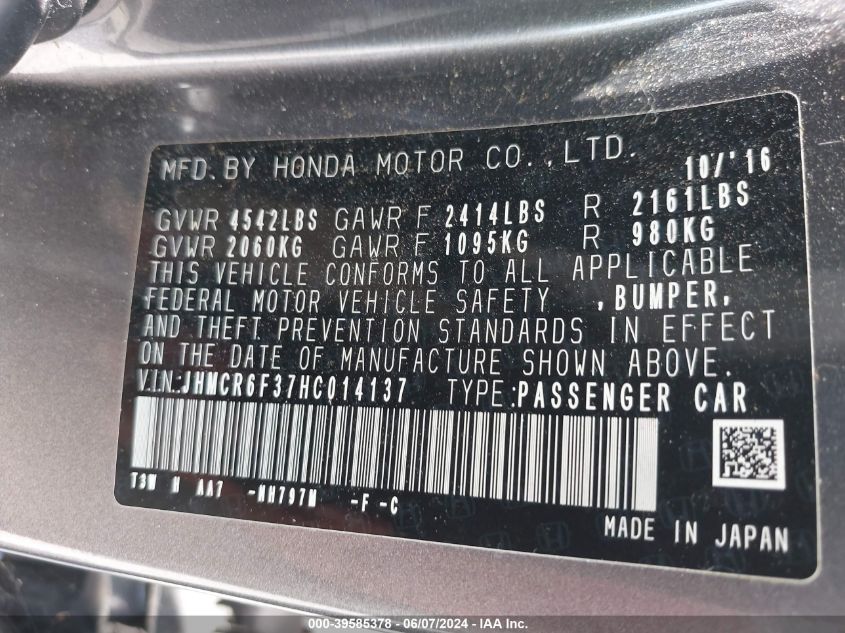 MFD. BY HONDA MOTOR CO., LTD. 10/'16
GVWR 4542LBS GAWR F 2414LBS R 2161LBS
GVWR 2060KG GAWR F 1095KG R 980KG
THIS VEHICLE CONFORMS TO ALL APPLICABLE
FEDERAL MOTOR VEHICLE SAFETY ,BUMPER,
AND THEFT PREVENTION STANDARDS IN EFFECT
ON THE DATE OF MANUFACTURE SHOWN ABOVE.
V.I.N.:JHMCR6F37HC014137 TYPE:PASSENGER CAR
T3W N AA7 -NH797M -F -C
MADE IN JAPAN
000-39585378 - 06/07/2024 - IAA Inc.